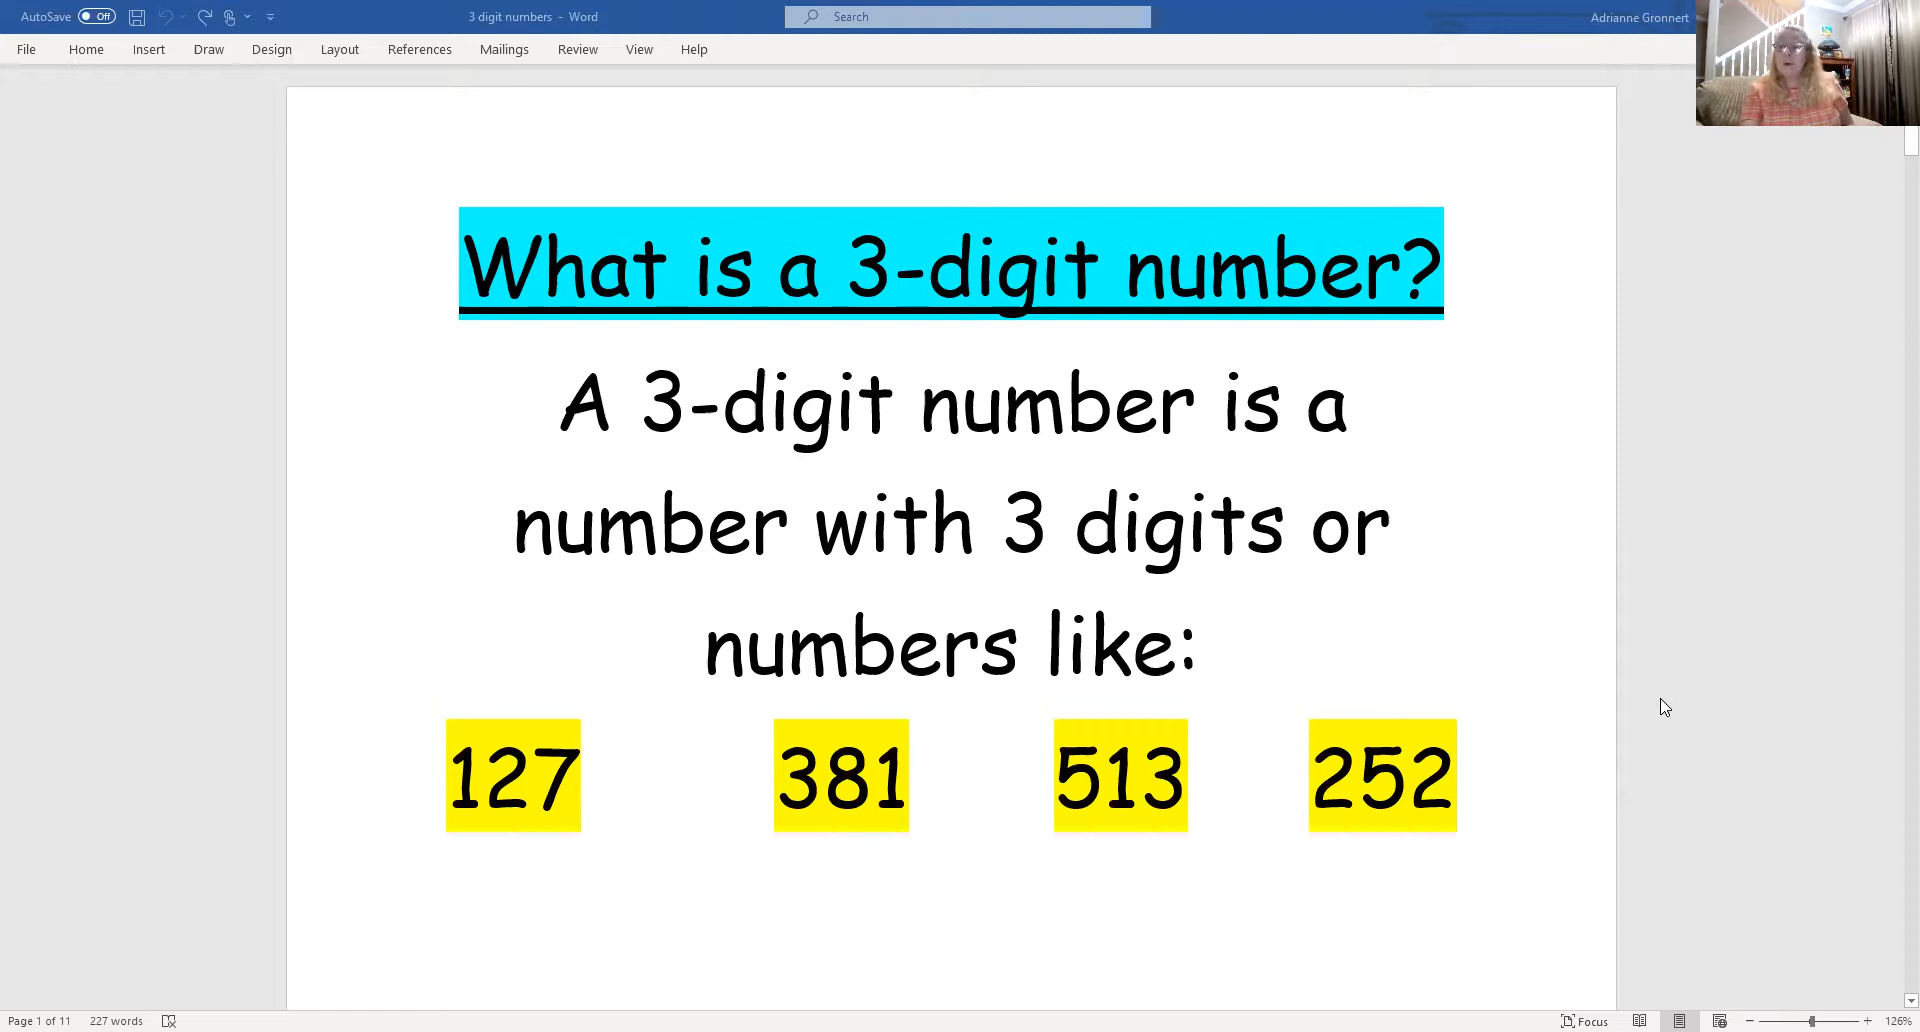 AutoSave Off 3 digit numbers - Word Search Adrianne Gronnert
File Home Insert Draw Design Layout References Mailings Review View Help
What is a 3-digit number?
A 3-digit number is a
number with 3 digits or
numbers like:
127 381 513 252
Page 1 of 11 227 words Focus 126%